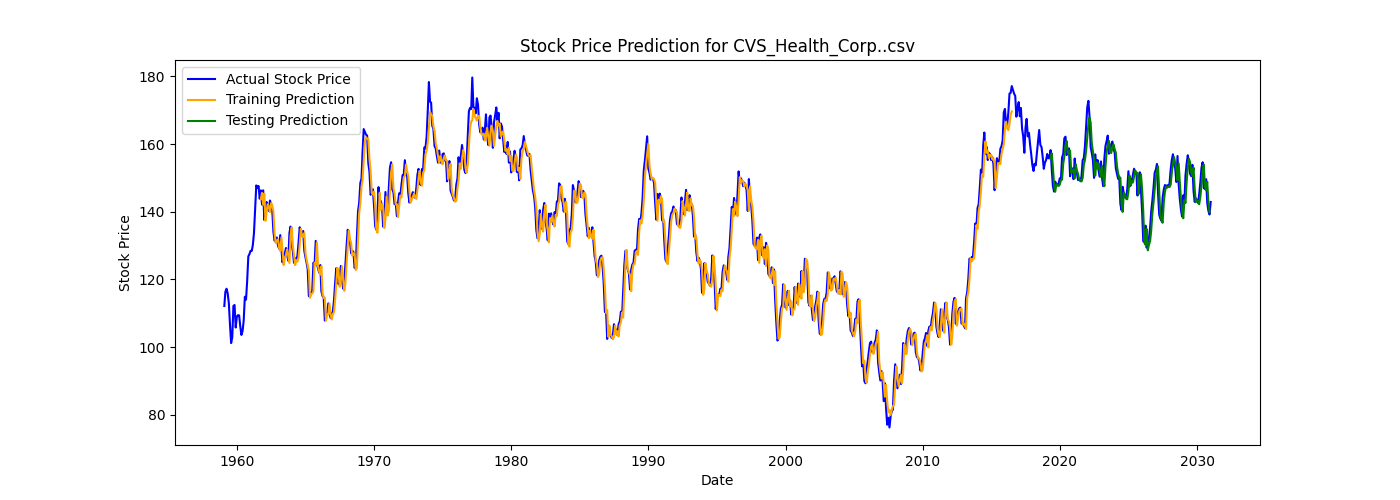 Stock Price Prediction for CVS_Health_Corp..csv
Actual Stock Price
Training Prediction
Testing Prediction
Stock Price
180
160
140
120
100
80
1960 1970 1980 1990 2000 2010 2020 2030
Date